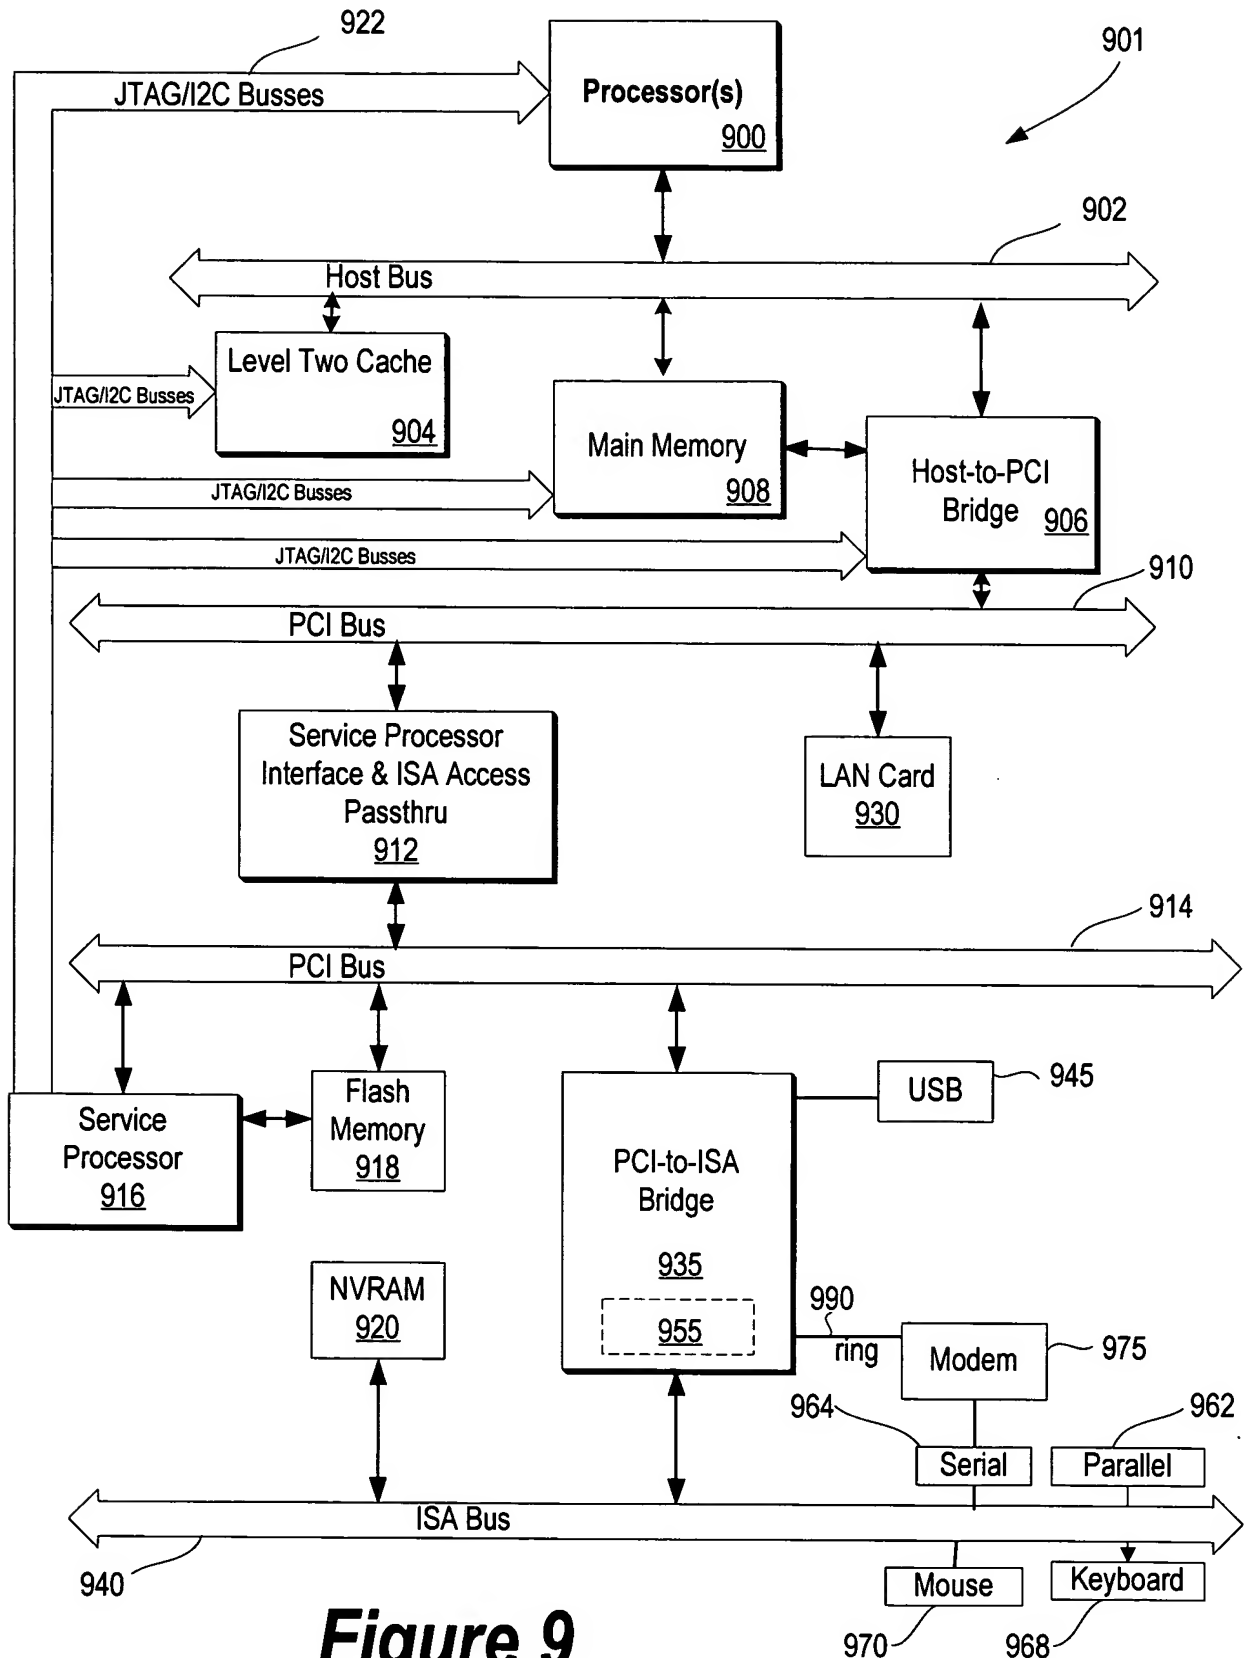 922
901
JTAG/I2C Busses
Processor(s)
900
902
Host Bus
Level Two Cache
904
JTAG/I2C Busses
Main Memory
908
Host-to-PCI
Bridge
906
JTAG/I2C Busses
JTAG/I2C Busses
910
PCI Bus
Service Processor
Interface & ISA Access
Passthru
912
LAN Card
930
914
PCI Bus
USB
945
Flash
Memory
918
Service
Processor
916
PCI-to-ISA
Bridge
935
955
NVRAM
920
990
ring
Modem
975
964
962
Serial
Parallel
ISA Bus
940
Mouse
Keyboard
970
968
Figure 9